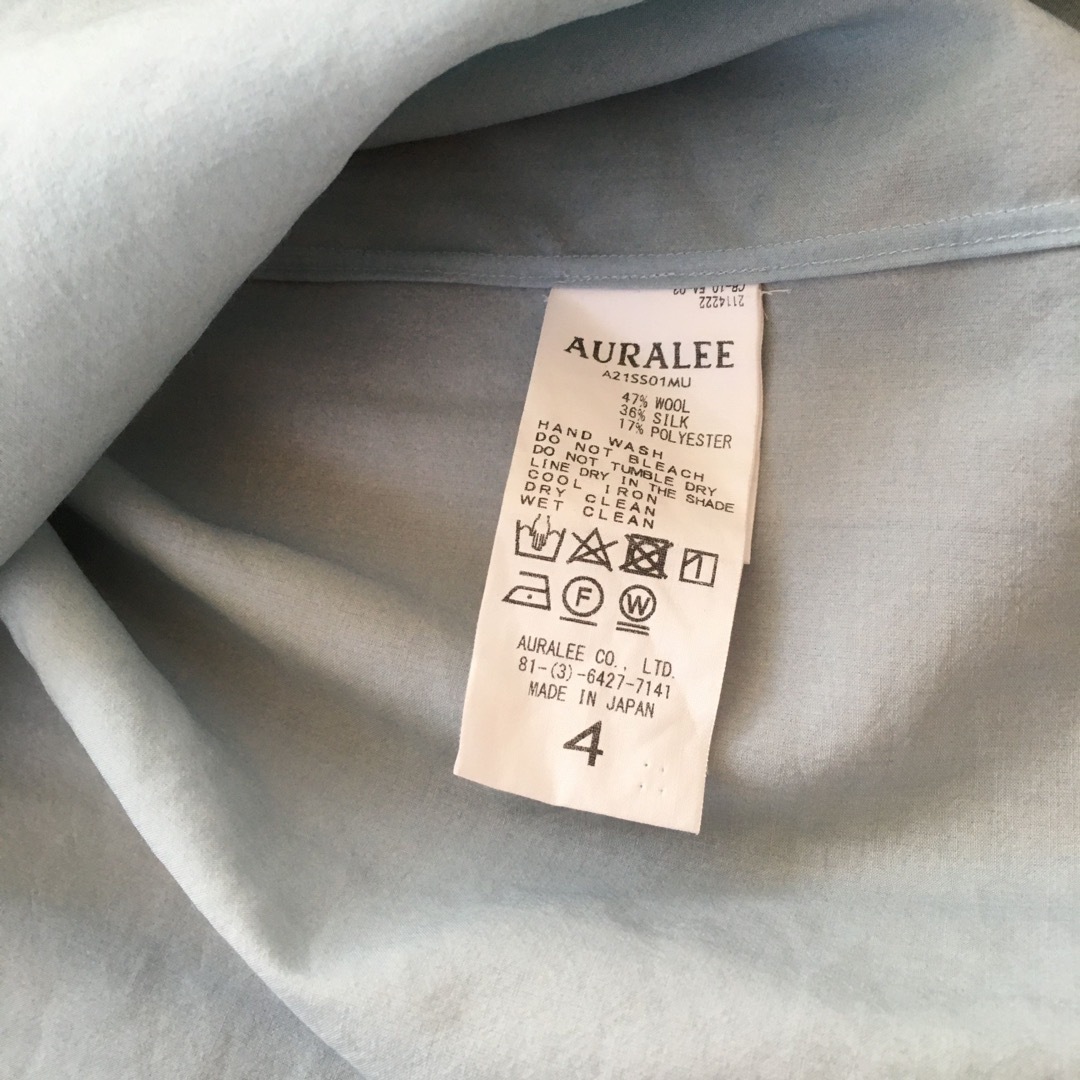 2114222
AURALEE
A21SS01MU
47% WOOL
36% SILK
17% POLYESTER
HAND WASH
DO NOT BLEACH
DO NOT TUMBLE DRY
LINE DRY IN THE SHADE
COOL IRON
DRY CLEAN
WET CLEAN
F W
AURALEE CO., LTD.
81-(3)-6427-7141
MADE IN JAPAN
4